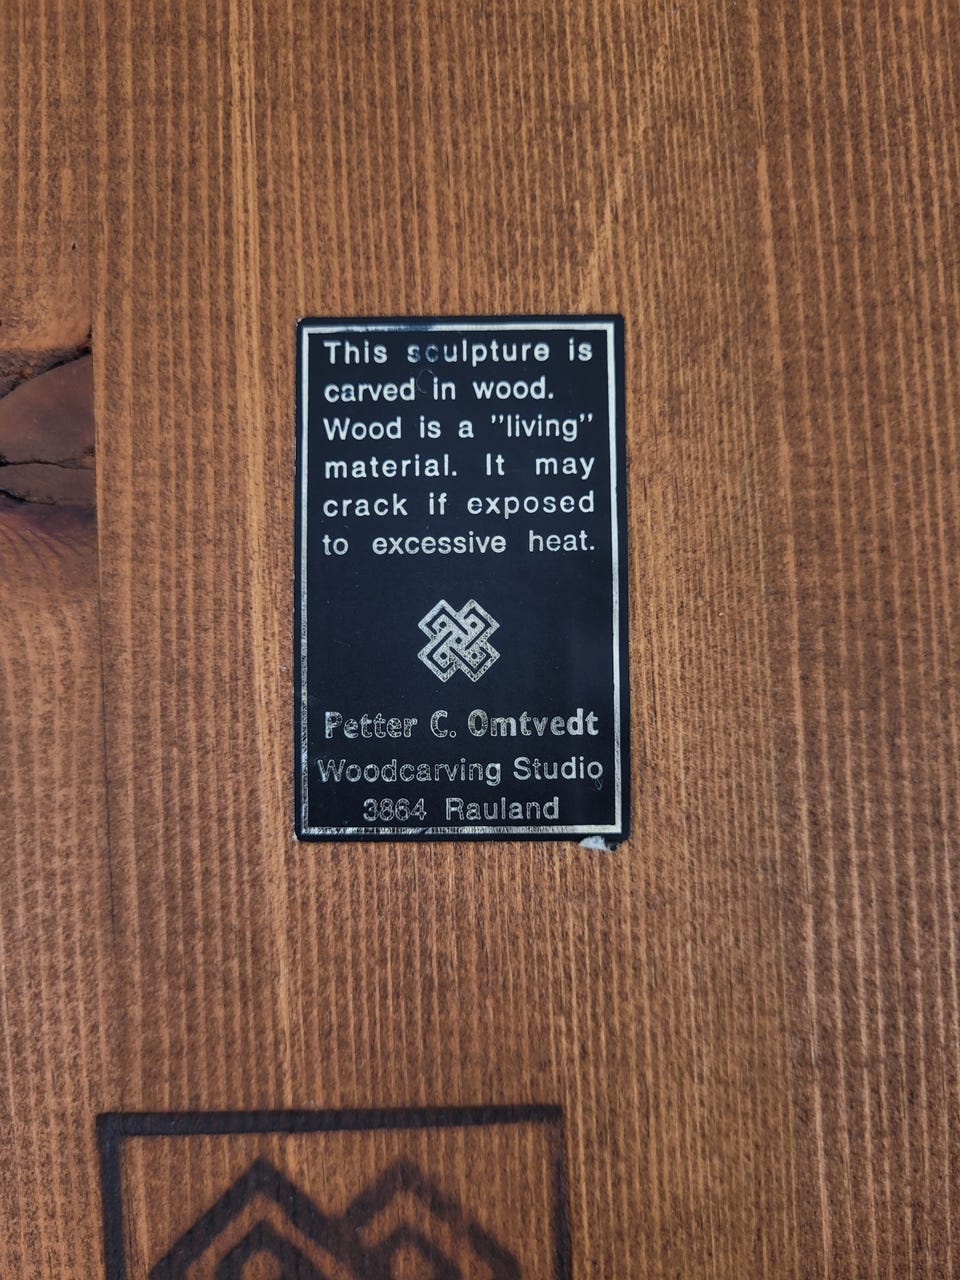 This sculpture is
carved in wood.
Wood is a "living"
material. It may
crack if exposed
to excessive heat.
Petter C. Omtvedt
Woodcarving Studio
3864 Rauland